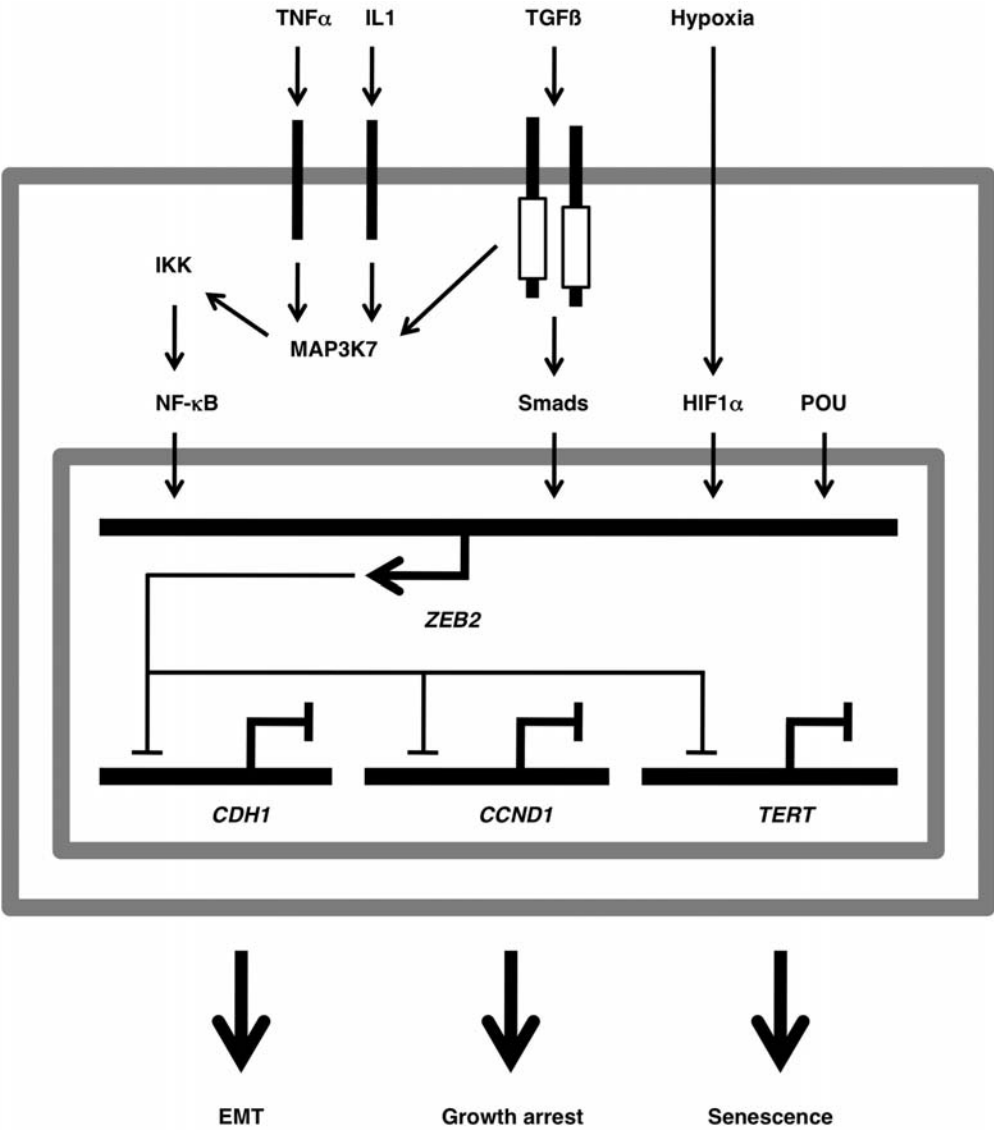 TNFα IL1 TGFß Hypoxia
IKK
MAP3K7
NF-κB Smads HIF1α POU
ZEB2
CDH1 CCND1 TERT
EMT Growth arrest Senescence